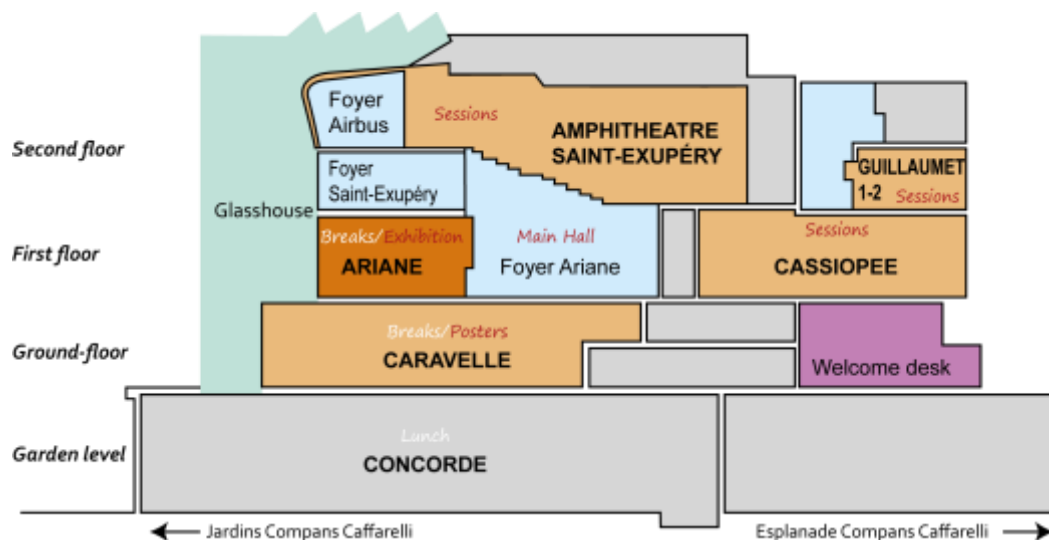 Foyer
Airbus
Sessions
AMPHITHEATRE
SAINT-EXUPÉRY
Second floor
Foyer
Saint-Exupéry
GUILLAUMET
1-2
Sessions
Glasshouse
Breaks/Exhibition
ARIANE
Main Hall
Foyer Ariane
Sessions
CASSIOPEE
First floor
Breaks/Posters
CARAVELLE
Ground-floor
Welcome desk
Lunch
CONCORDE
Garden level
Jardins Compans Caffarelli
Esplanade Compans Caffarelli